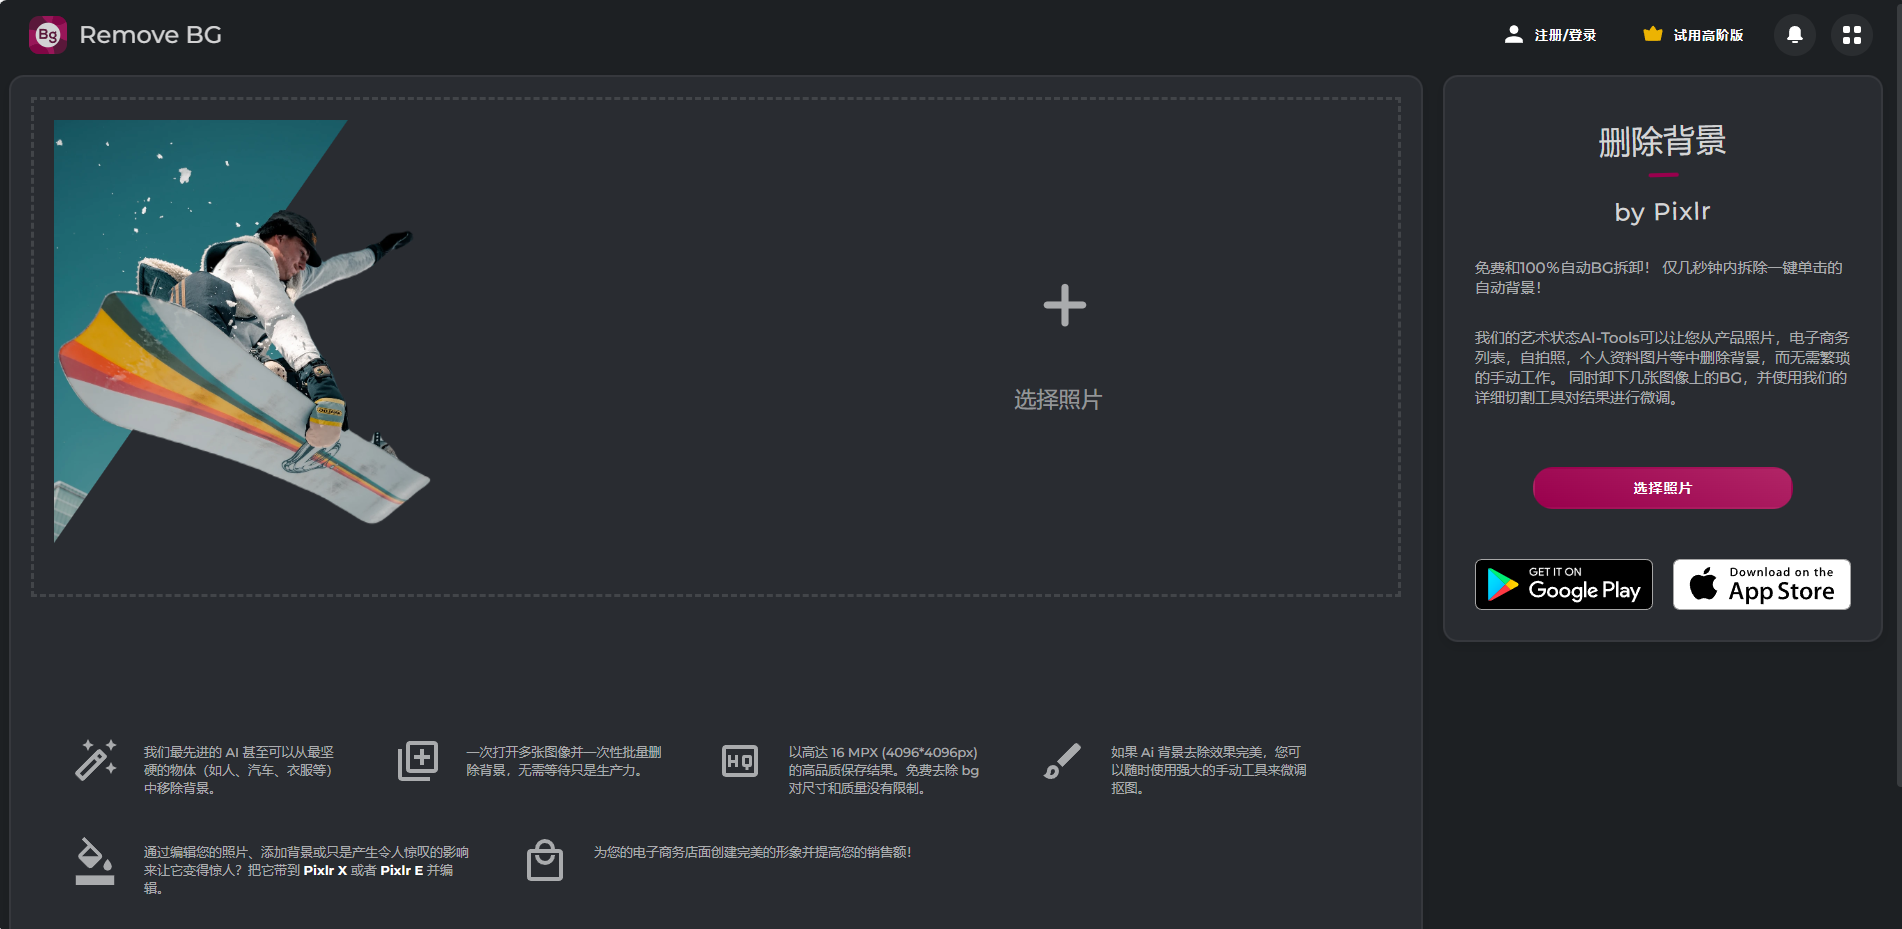 Bg
Remove BG
注册/登录
试用高阶版
选择照片
删除背景
by Pixlr
免费和100%自动BG拆卸！ 仅几秒钟内拆除一键单击的
自动背景！
我们的艺术状态AI-Tools可以让您从产品照片，电子商务
列表，自拍照，个人资料图片等中删除背景，而无需繁琐
的手动工作。 同时卸下几张图像上的BG，并使用我们的
详细切割工具对结果进行微调。
选择照片
GET IT ON
Google Play
Download on the
App Store
我们最先进的 AI 甚至可以从最坚
硬的物体（如人、汽车、衣服等）
中移除背景。
一次打开多张图像并一次性批量删
除背景，无需等待只是生产力。
HQ
以高达 16 MPX (4096*4096px)
的高品质保存结果。免费去除 bg
对尺寸和质量没有限制。
如果 Ai 背景去除效果完美，您可
以随时使用强大的手动工具来微调
抠图。
通过编辑您的照片、添加背景或只是产生令人惊叹的影响
来让它变得惊人？把它带到 Pixlr X 或者 Pixlr E 并编
辑。
为您的电子商务店面创建完美的形象并提高您的销售额！